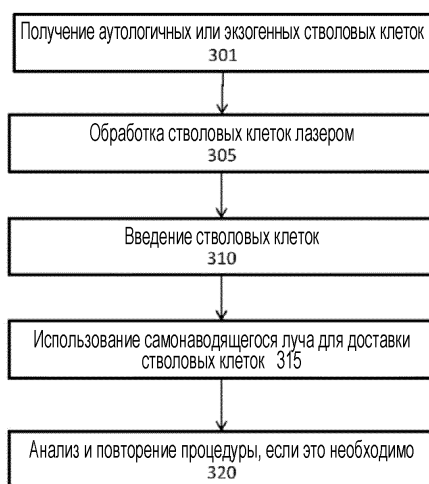 Получение аутологичных или экзогенных стволовых клеток
301
Обработка стволовых клеток лазером
305
Введение стволовых клеток
310
Использование самонаводящегося луча для доставки
стволовых клеток 315
Анализ и повторение процедуры, если это необходимо
320